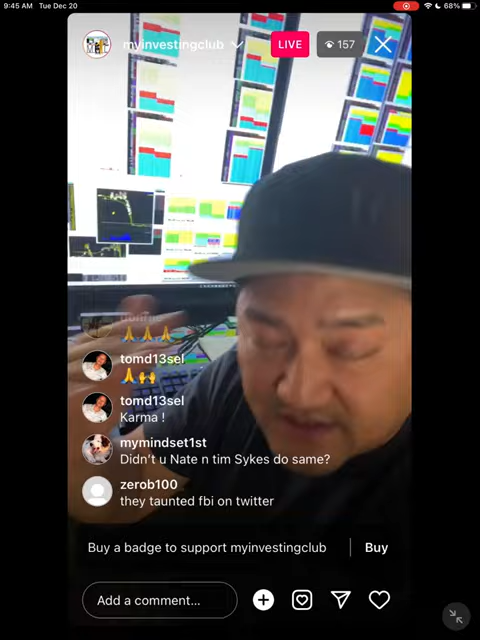 9:45 AM Tue Dec 20
68%
myinvestingclub
LIVE
157
tomd13sel
tomd13sel
Karma !
mymindset1st
Didn't u Nate n tim Sykes do same?
zerob100
they taunted fbi on twitter
Buy a badge to support myinvestingclub
Buy
Add a comment...